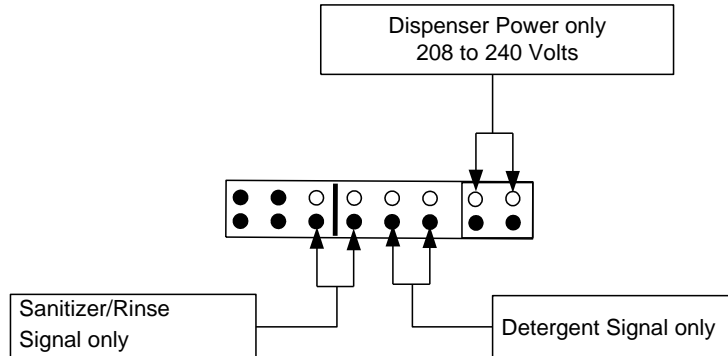 Dispenser Power only
208 to 240 Volts
Sanitizer/Rinse
Signal only
Detergent Signal only